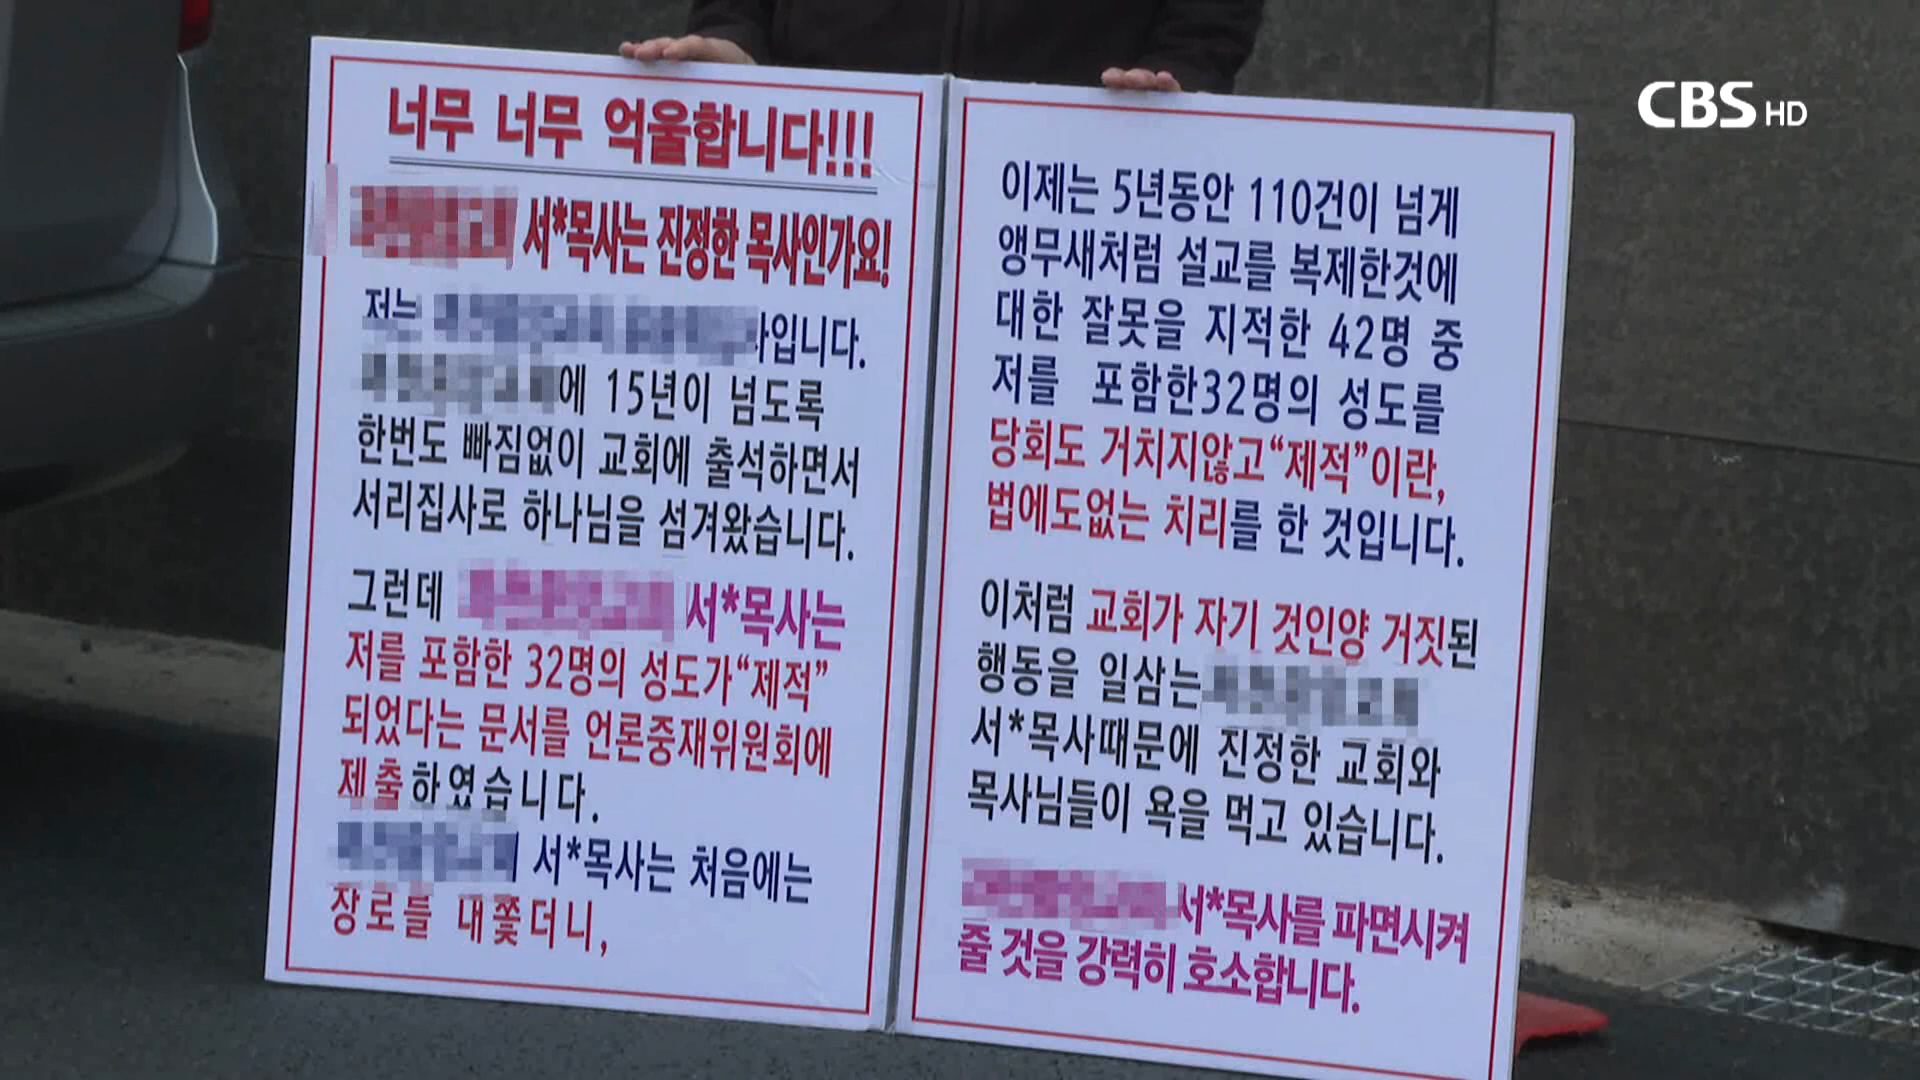 너무 너무 억울합니다!!!
서*목사는 진정한 목사인가요!
저는 입니다.
에 15년이 넘도록
한번도 빠짐없이 교회에 출석하면서
서리집사로 하나님을 섬겨왔습니다.
그런데 서*목사는
저를 포함한 32명의 성도가“제적”
되었다는 문서를 언론중재위원회에
제출하였습니다.
서*목사는 처음에는
장로를 내쫓더니,
이제는 5년동안 110건이 넘게
앵무새처럼 설교를 복제한것에
대한 잘못을 지적한 42명 중
저를 포함한32명의 성도를
당회도 거치지않고“제적”이란,
법에도없는 치리를 한 것입니다.
이처럼 교회가 자기 것인양 거짓된
행동을 일삼는
서*목사때문에 진정한 교회와
목사님들이 욕을 먹고 있습니다.
서*목사를 파면시켜
줄 것을 강력히 호소합니다.
CBS HD